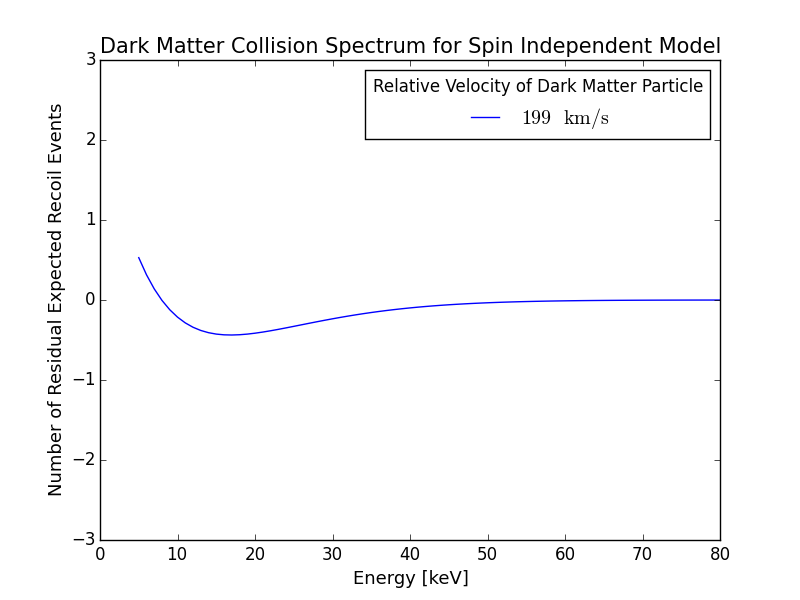 Dark Matter Collision Spectrum for Spin Independent Model
Relative Velocity of Dark Matter Particle
199 km/s
Number of Residual Expected Recoil Events
3
2
1
0
−1
−2
−3
0 10 20 30 40 50 60 70 80
Energy [keV]